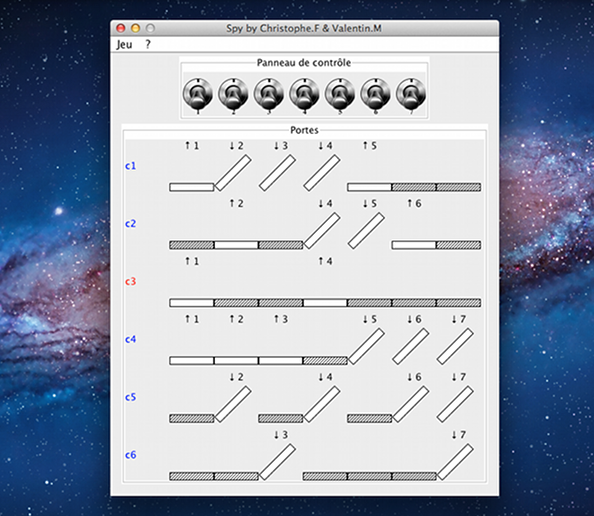 Spy by Christophe.F & Valentin.M
Jeu ?
Panneau de contrôle
1 2 3 4 5 6 7
Portes
↑ 1 ↓ 2 ↓ 3 ↓ 4 ↑ 5
c1
↑ 2 ↓ 4 ↓ 5 ↑ 6
c2
↑ 1 ↑ 4
c3
↑ 1 ↑ 2 ↑ 3 ↓ 5 ↓ 6 ↓ 7
c4
↓ 2 ↓ 4 ↓ 6 ↓ 7
c5
↓ 3 ↓ 7
c6